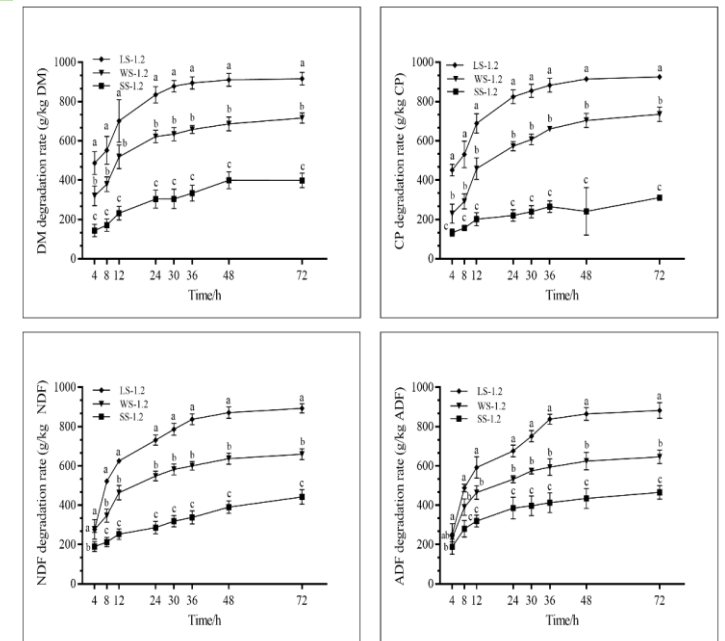 LS-1.2
WS-1.2
SS-1.2
1000
800
600
400
200
0
DM degradation rate (g/kg DM)
a a a a a a a a
b b b b b b b b
c c c c c c c c
4 8 12 24 30 36 48 72
Time/h
LS-1.2
WS-1.2
SS-1.2
1000
800
600
400
200
0
CP degradation rate (g/kg CP)
a a a a a a a a
b b b b b b b b
c c c c c c c c
4 8 12 24 30 36 48 72
Time/h
LS-1.2
WS-1.2
SS-1.2
1000
800
600
400
200
0
NDF degradation rate (g/kg NDF)
a a a a a a a a
a b b b b b b b
b c c c c c c c
4 8 12 24 30 36 48 72
Time/h
LS-1.2
WS-1.2
SS-1.2
1000
800
600
400
200
0
ADF degradation rate (g/kg ADF)
a a a a a a a a
ab b b b b b b b
b c c c c c c c
4 8 12 24 30 36 48 72
Time/h